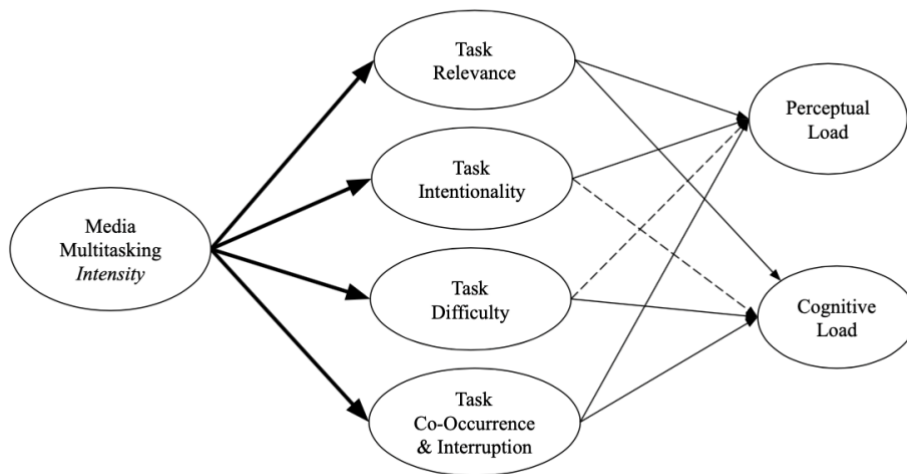 Task
Relevance
Perceptual
Load
Task
Intentionality
Media
Multitasking
Intensity
Task
Difficulty
Cognitive
Load
Task
Co-Occurrence
& Interruption